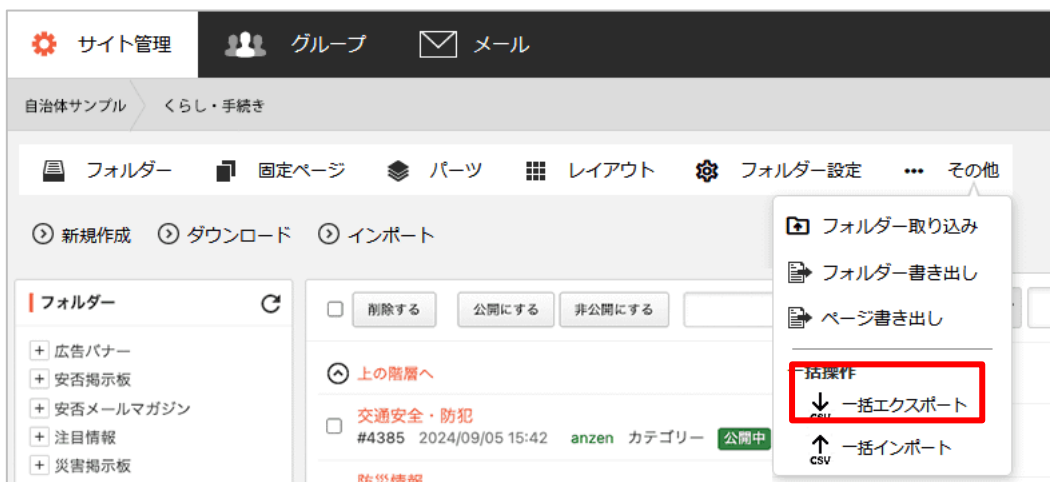 サイト管理 グループ メール
自治体サンプル くらし・手続き
フォルダー 固定ページ パーツ レイアウト フォルダー設定 その他
新規作成 ダウンロード インポート
フォルダー取り込み
フォルダー書き出し
ページ書き出し
一括操作
CSV 一括エクスポート
CSV 一括インポート
フォルダー
広告バナー
安否掲示板
安否メールマガジン
注目情報
災害掲示板
削除する 公開にする 非公開にする
上の階層へ
交通安全・防犯
#4385 2024/09/05 15:42 anzen カテゴリー 公開中
防災情報